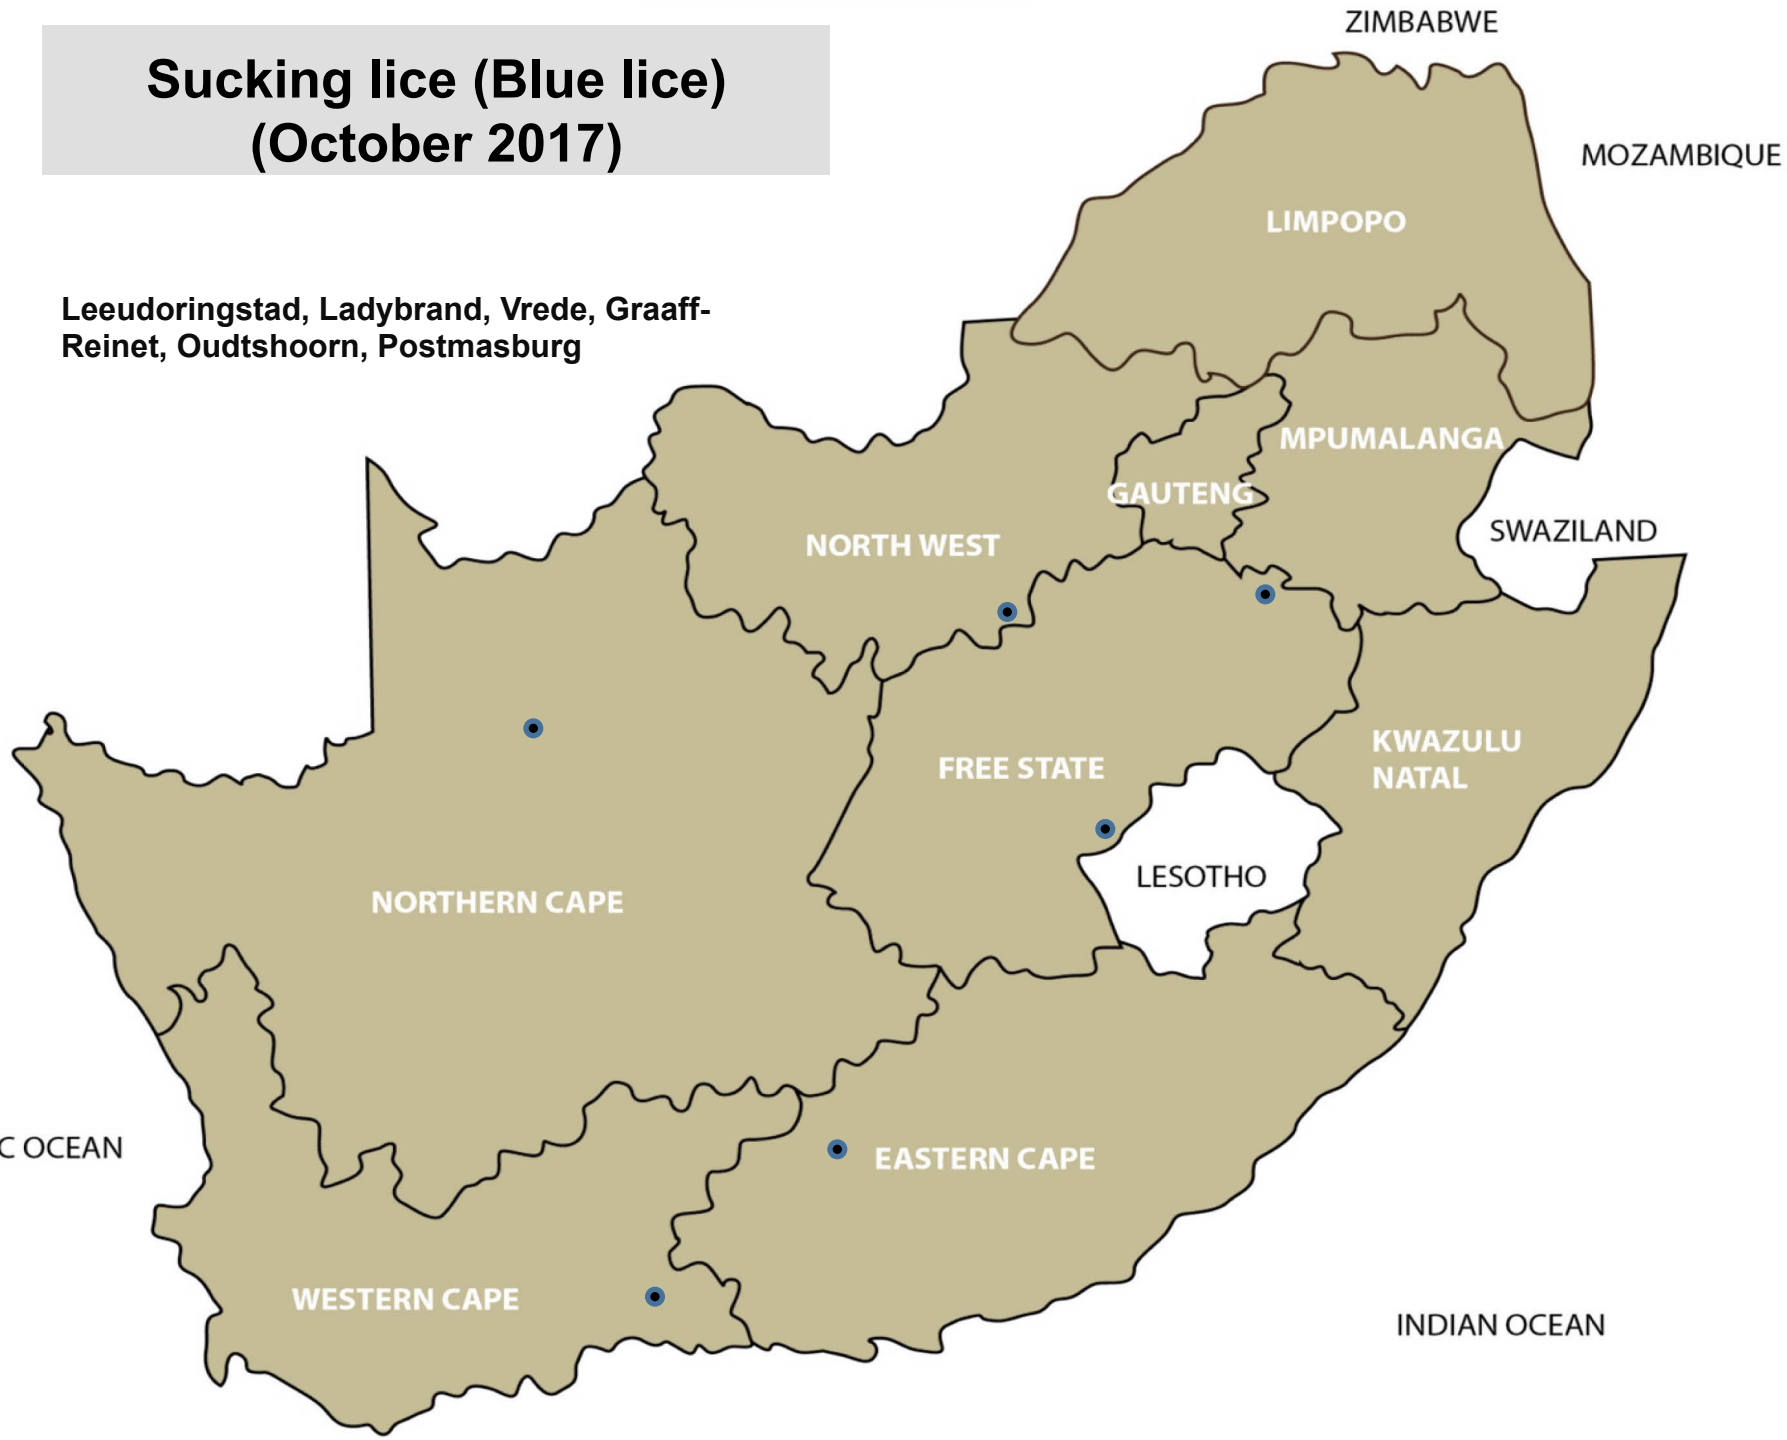 Sucking lice (Blue lice)
(October 2017)
Leeudoringstad, Ladybrand, Vrede, Graaff-
Reinet, Oudtshoorn, Postmasburg
ZIMBABWE
MOZAMBIQUE
LIMPOPO
MPUMALANGA
GAUTENG
SWAZILAND
NORTH WEST
KWAZULU
NATAL
FREE STATE
LESOTHO
NORTHERN CAPE
C OCEAN
EASTERN CAPE
WESTERN CAPE
INDIAN OCEAN